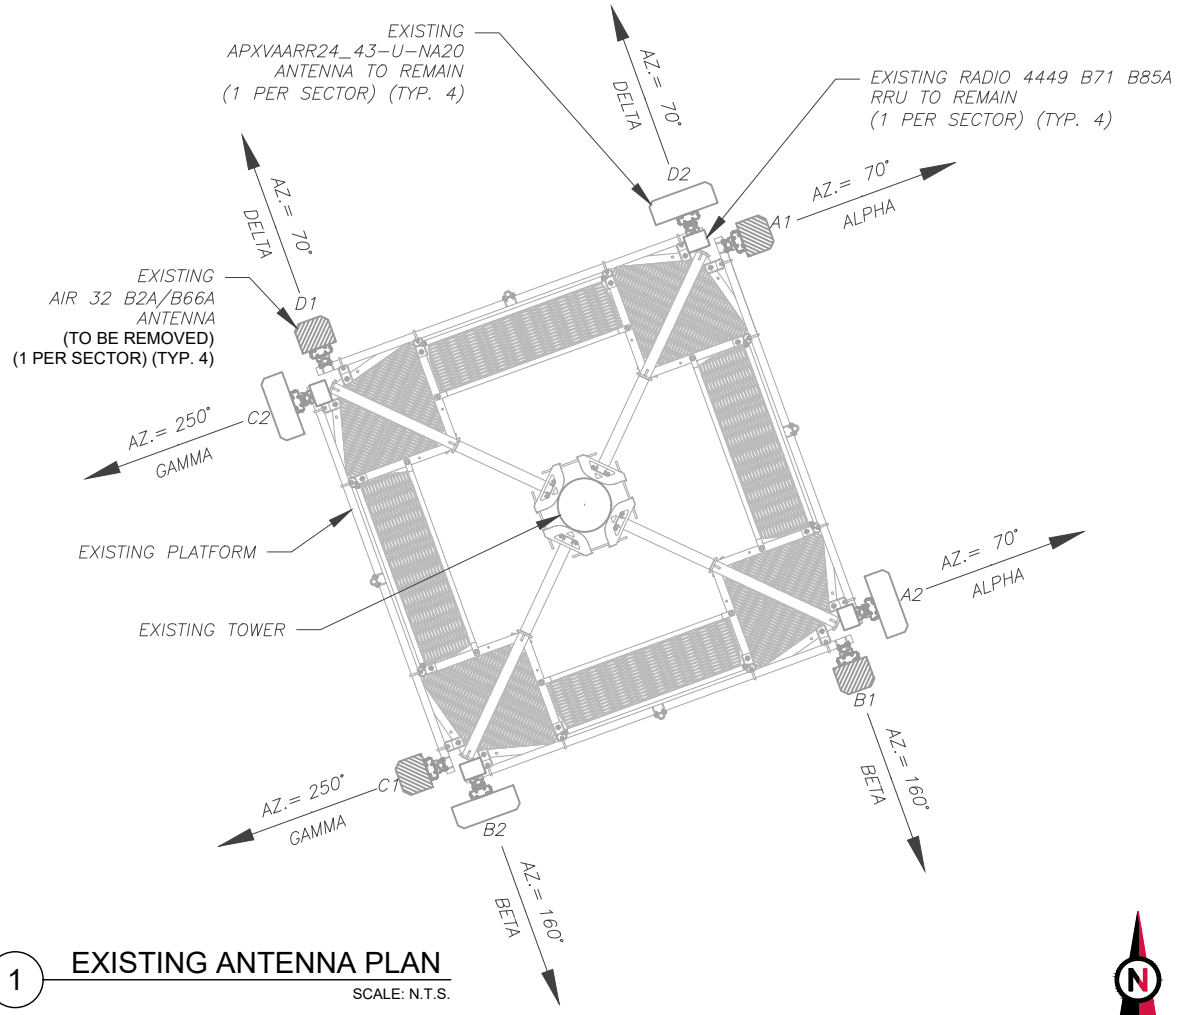 EXISTING
APXVAARR24_43-U-NA20
ANTENNA TO REMAIN
(1 PER SECTOR) (TYP. 4)
AZ.= 70°
DELTA
EXISTING RADIO 4449 B71 B85A
RRU TO REMAIN
(1 PER SECTOR) (TYP. 4)
D2
A1
AZ.= 70°
ALPHA
AZ.= 70°
DELTA
EXISTING
AIR 32 B2A/B66A
ANTENNA
(TO BE REMOVED)
(1 PER SECTOR) (TYP. 4)
D1
C2
AZ.= 250°
GAMMA
EXISTING PLATFORM
EXISTING TOWER
A2
AZ.= 70°
ALPHA
B1
AZ.= 160°
BETA
C1
AZ.= 250°
GAMMA
B2
AZ.= 160°
BETA
1
EXISTING ANTENNA PLAN
SCALE: N.T.S.
N